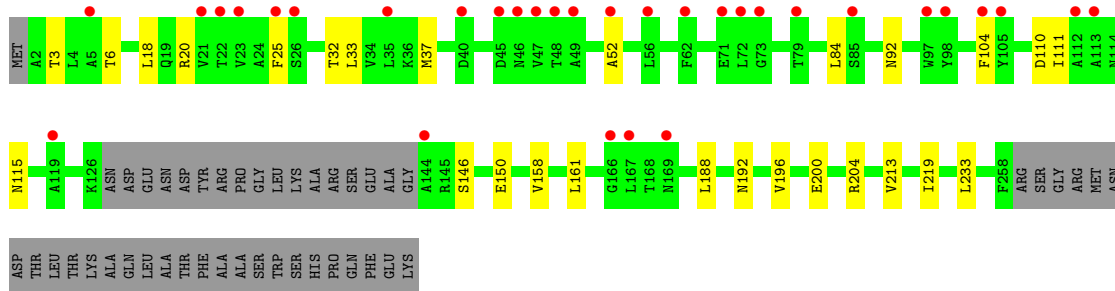 MET A2 T3 L4 A5 T6 L18 Q19 R20 V21 T22 V23 A24 F25 S26 T32 L33 V34 L35 K36 M37 D40 D45 N46 V47 T48 A49 A52 L56 F62 E71 L72 G73 T79 L84 S85 N92 W97 Y98 F104 Y105 D110 I111 A112 A113 N114
N115 A119 K126 ASN ASP GLU ASN ASP TYR ARG PRO GLY LEU LYS ALA ARG SER GLU ALA GLY A144 R145 S146 E150 V158 L161 G166 L167 T168 N169 L188 N192 V196 E200 R204 V213 I219 L233 F258 ARG SER GLY ARG MET ASN
ASP THR LEU THR LYS ALA GLN LEU ALA THR PHE ALA ALA SER TRP SER HIS PRO GLN PHE GLU LYS